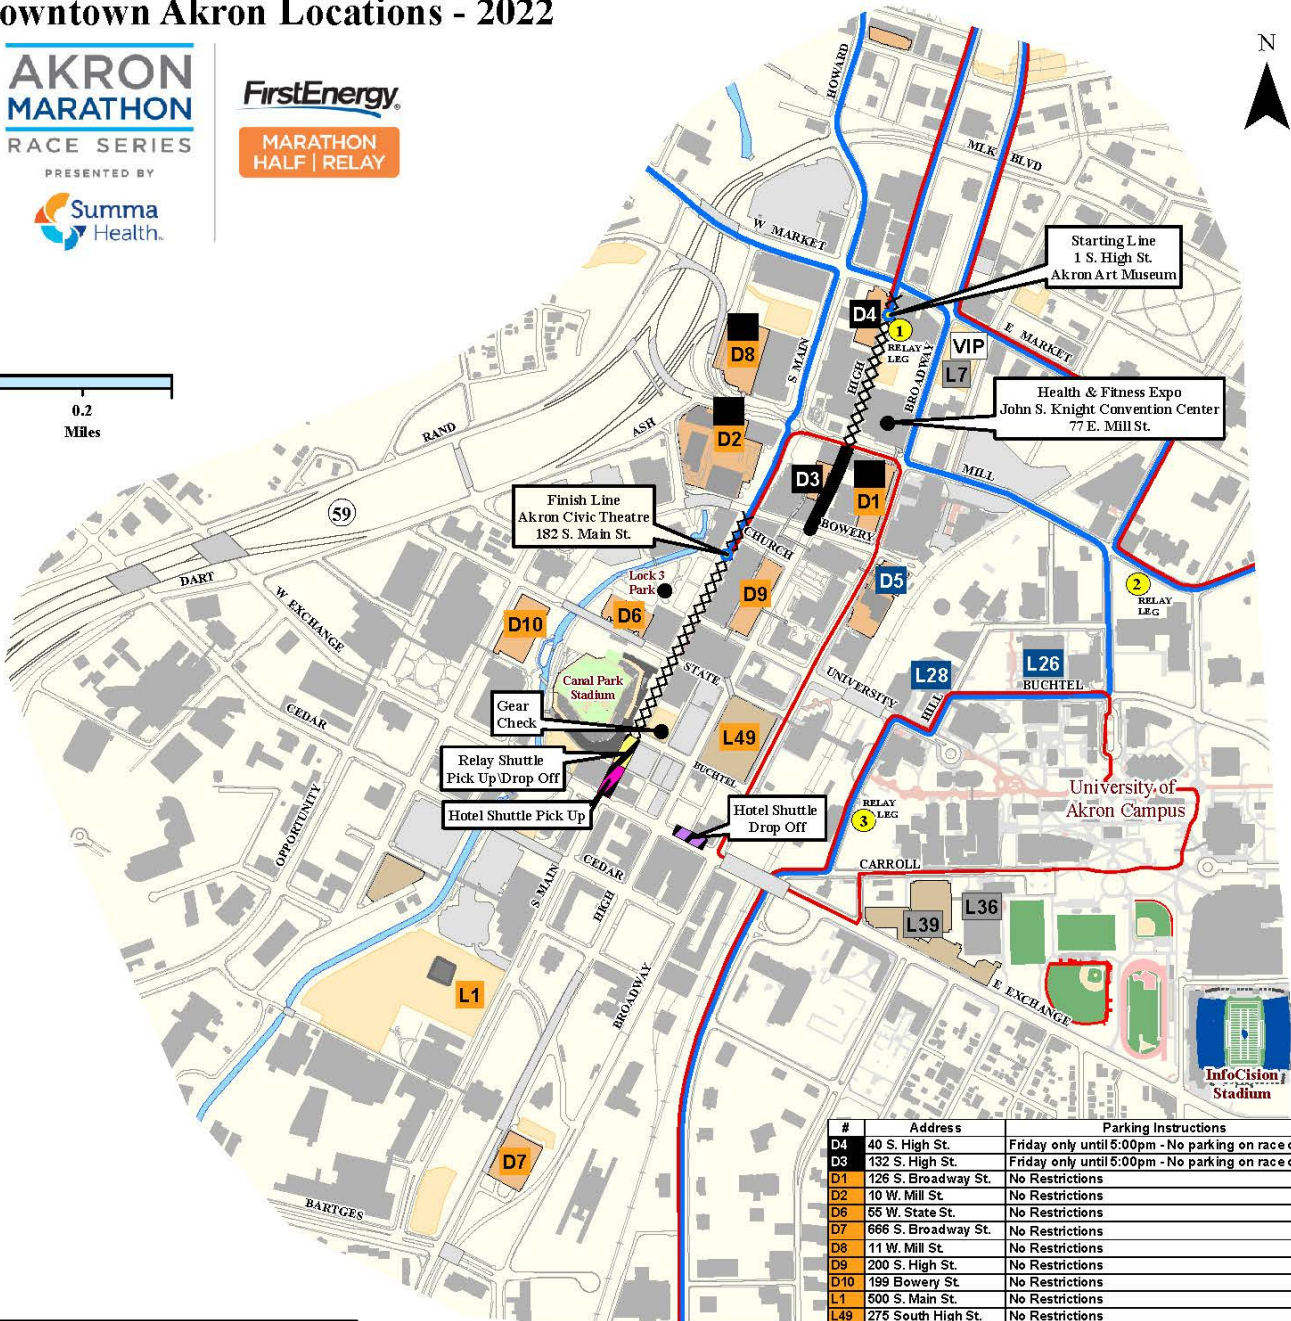 owntown Akron Locations - 2022
AKRON
MARATHON
RACE SERIES
PRESENTED BY
Summa
Health
FirstEnergy
MARATHON
HALF | RELAY
N
0.2
Miles
HOWARD
MLK BLVD
W MARKET
Starting Line
1 S. High St.
Akron Art Museum
D4
1
RELAY
LEG
VIP
L7
E MARKET
D8
S MAIN
HIGH
BROADWAY
Health & Fitness Expo
John S. Knight Convention Center
77 E. Mill St.
RAND
ASH
D2
MILL
D3
D1
59
Finish Line
Akron Civic Theatre
182 S. Main St.
BOWERY
CHURCH
DART
Lock 3
Park
D5
2
RELAY
LEG
W EXCHANGE
D9
D10
D6
STATE
UNIVERSITY
L28
L26
BUCHTEL
HILL
Canal Park
Stadium
CEDAR
Gear
Check
L49
Relay Shuttle
Pick Up\Drop Off
BUCHTEL
Hotel Shuttle Pick Up
Hotel Shuttle
Drop Off
University of
Akron Campus
RELAY
LEG
3
OPPORTUNITY
CEDAR
S MAIN
HIGH
CARROLL
L39
L36
L1
BROADWAY
E EXCHANGE
InfoCision
Stadium
D7
BARTGES
# Address Parking Instructions
D4 40 S. High St. Friday only until 5:00pm - No parking on race
D3 132 S. High St. Friday only until 5:00pm - No parking on race
D1 126 S. Broadway St. No Restrictions
D2 10 W. Mill St. No Restrictions
D6 55 W. State St. No Restrictions
D7 666 S. Broadway St. No Restrictions
D8 11 W. Mill St. No Restrictions
D9 200 S. High St. No Restrictions
D10 199 Bowery St. No Restrictions
L1 500 S. Main St. No Restrictions
L49 275 South High St. No Restrictions